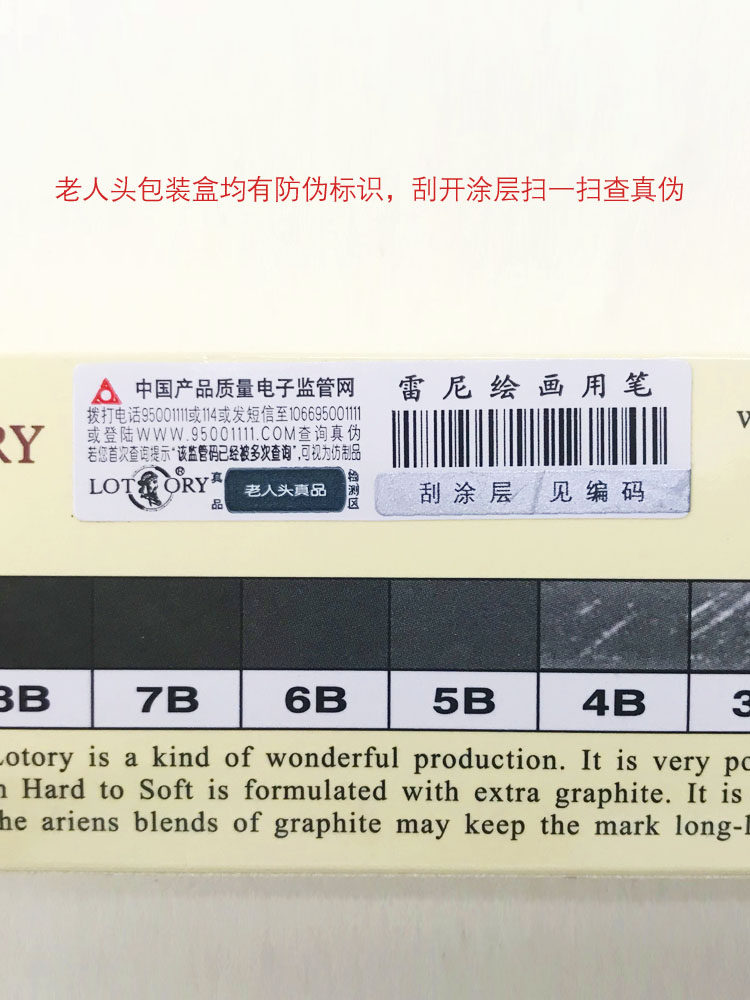 老人头包装盒均有防伪标识，刮开涂层扫一扫查真伪
中国产品质量电子监管网
拨打电话95001111或114或发短信至106695001111
或登陆WWW.95001111.COM查询真伪
若您首次查询提示“该监管码已经被多次查询”,可视为仿制品
LOTORY® 真品 老人头真品 检测区
雷尼绘画用笔
刮涂层 见编码
RY
w
8B 7B 6B 5B 4B 3
Lotory is a kind of wonderful production. It is very po
n Hard to Soft is formulated with extra graphite. It is
he ariens blends of graphite may keep the mark long-l